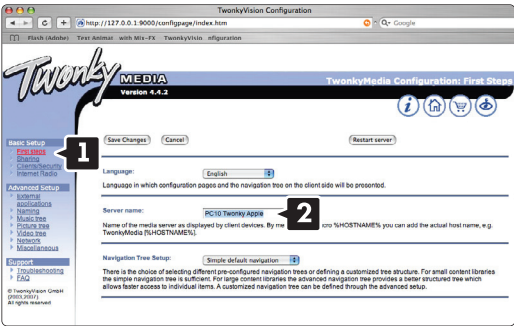 TwonkyVision Configuration
http://127.0.0.1:9000/configpage/index.htm
Google
Flash (Adobe) Text Animat with Mix-FX TwonkyVisin nfiguration
Twonky MEDIA
Version 4.4.2
TwonkyMedia Configuration: First Steps
Save Changes Cancel Restart server
Basic Setup
First steps
Sharing
Clients/Security
Internet Radio
Advanced Setup
External applications
Naming
Music tree
Picture tree
Video tree
Network
Miscellaneous
Support
Troubleshooting
FAQ
© TwonkyVision GmbH
(2003,2007)
All rights reserved
1
Language: English
Language in which configuration pages and the navigation tree on the client side will be presented.
Server name: PC10 Twonky Apple
2
Name of the media server as displayed by client devices. By me cro %HOSTNAME% you can add the actual host name, e.g.
TwonkyMedia [%HOSTNAME%].
Navigation Tree Setup: Simple default navigation
There is the choice of selecting different pre-configured navigation trees or defining a customized tree structure. For small content libraries
the simple navigation tree is sufficient. For large content libraries the advanced navigation tree provides a better structured tree which
allows faster access to individual items. A customized navigation tree can be defined through the advanced setup.